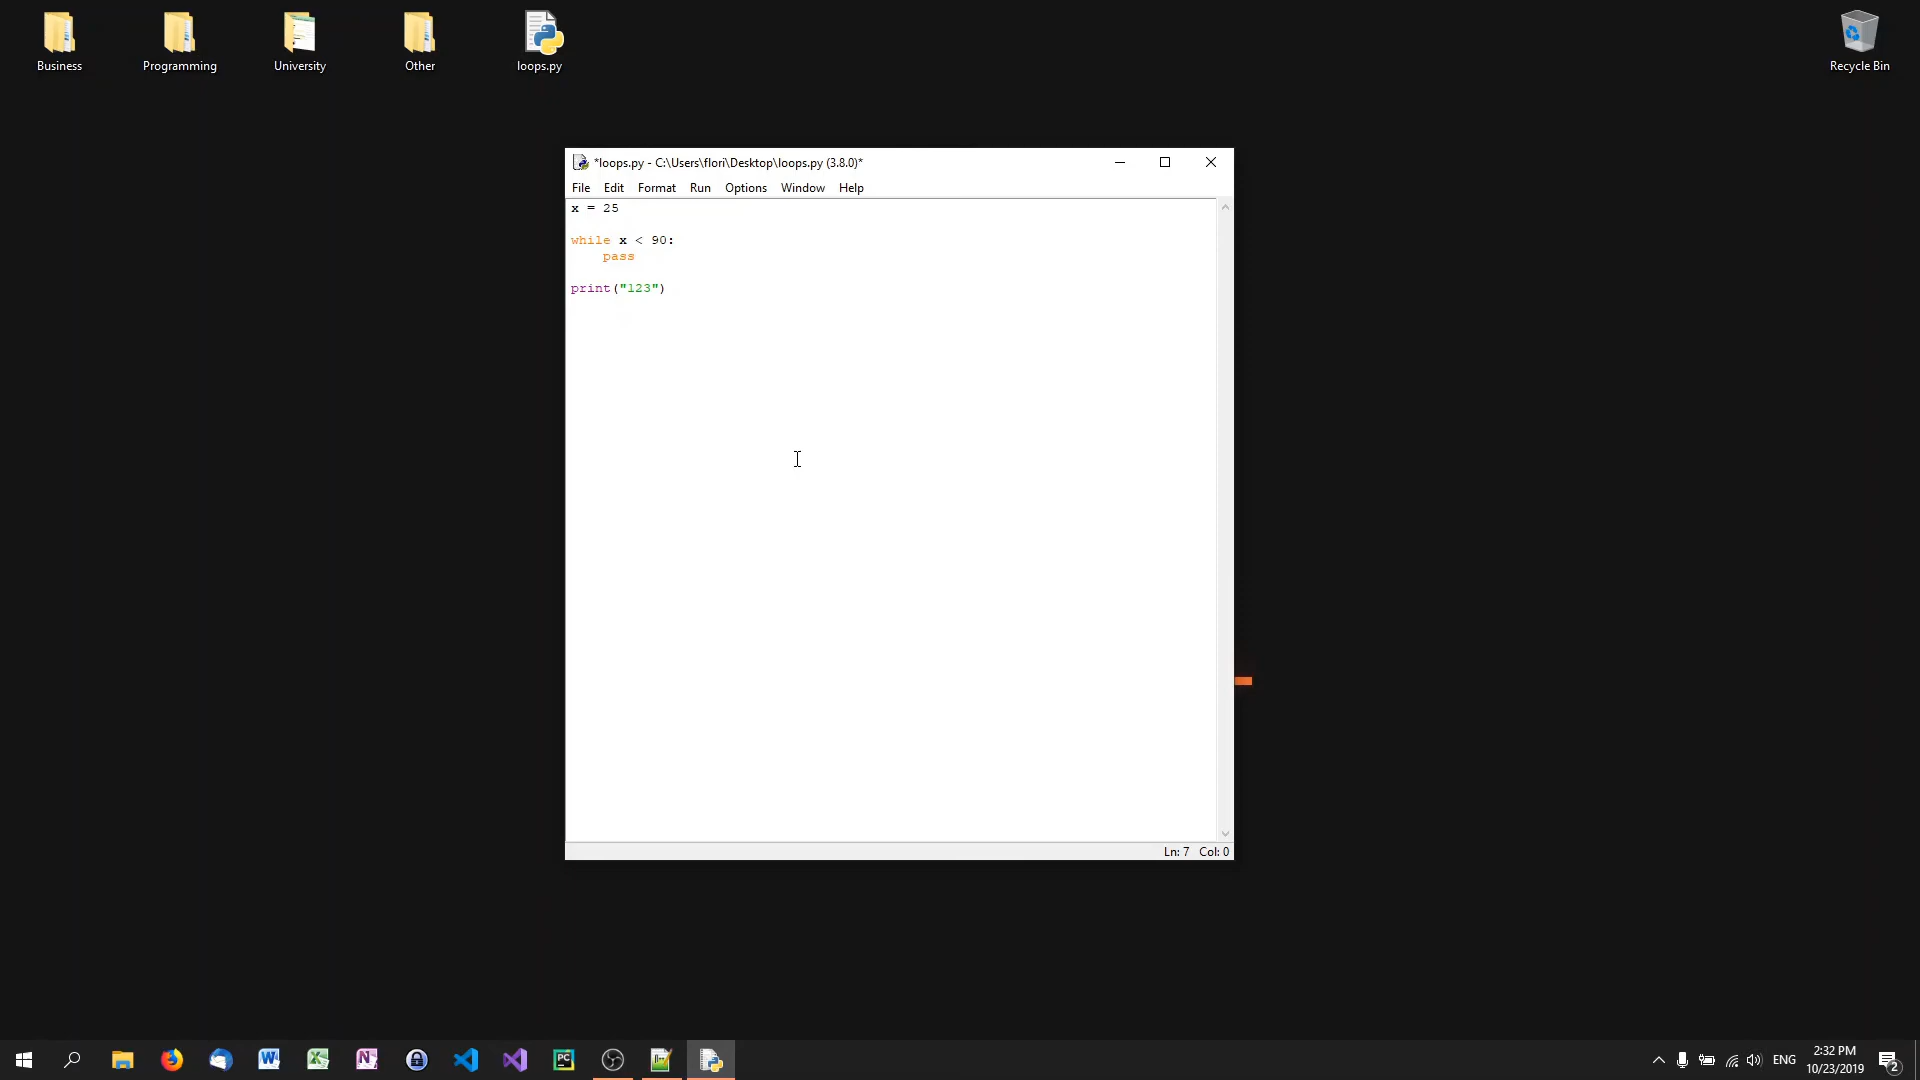 Business
Programming
University
Other
loops.py
Recycle Bin
*loops.py - C:\Users\flori\Desktop\loops.py (3.8.0)*
File Edit Format Run Options Window Help
x = 25
while x < 90:
    pass
print("123")
Ln: 7 Col: 0
ENG
2:32 PM
10/23/2019
2